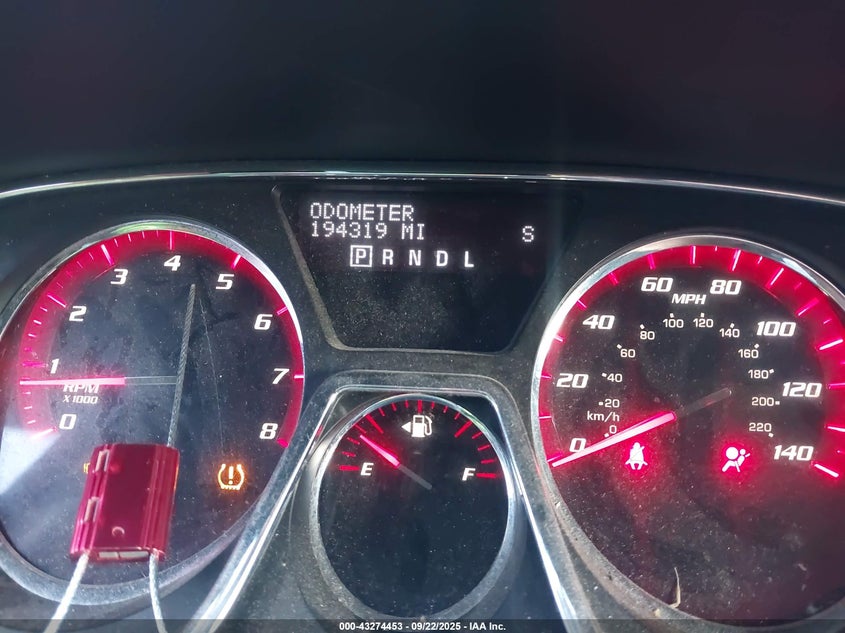 ODOMETER
194319 MI S
P R N D L
0 1 2 3 4 5 6 7 8
RPM
X 1000
E F
0 20 40 60 80 100 120 140
MPH
0 20 40 60 80 100 120 140 160 180 200 220
km/h
000-43274453 - 09/22/2025 - IAA Inc.